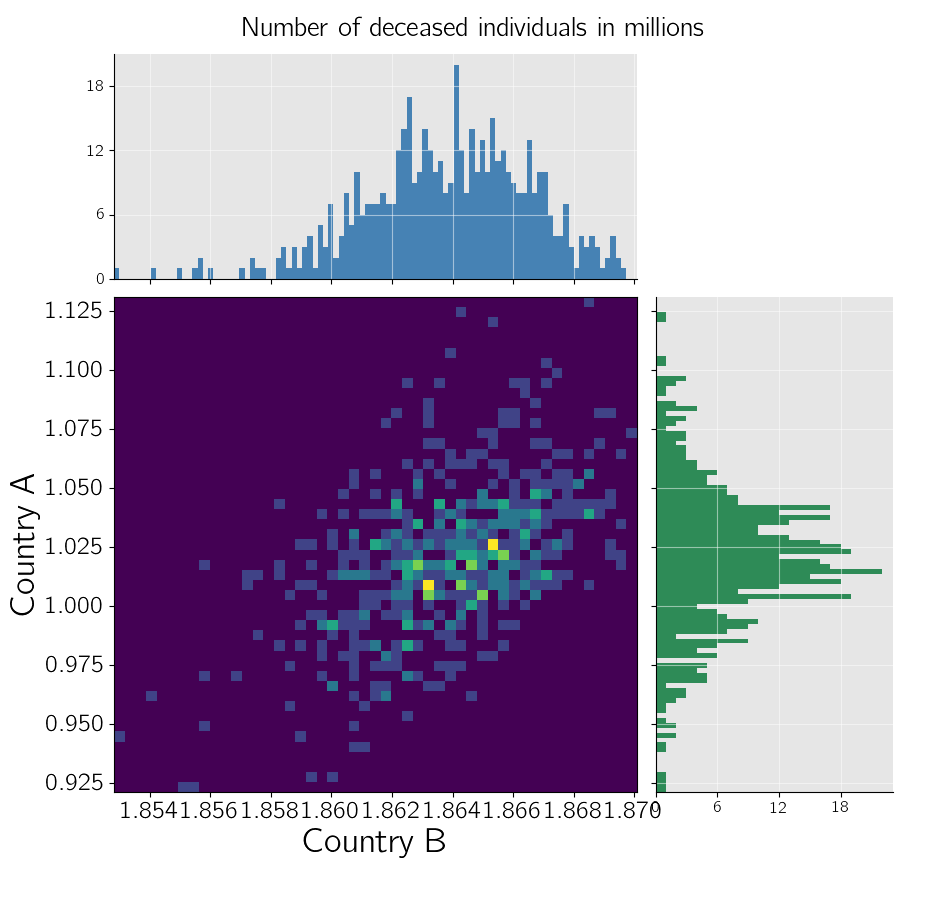 Number of deceased individuals in millions
18
12
6
0
1.125
1.100
1.075
1.050
1.025
1.000
0.975
0.950
0.925
Country A
1.854 1.856 1.858 1.860 1.862 1.864 1.866 1.868 1.870
0 6 12 18
Country B